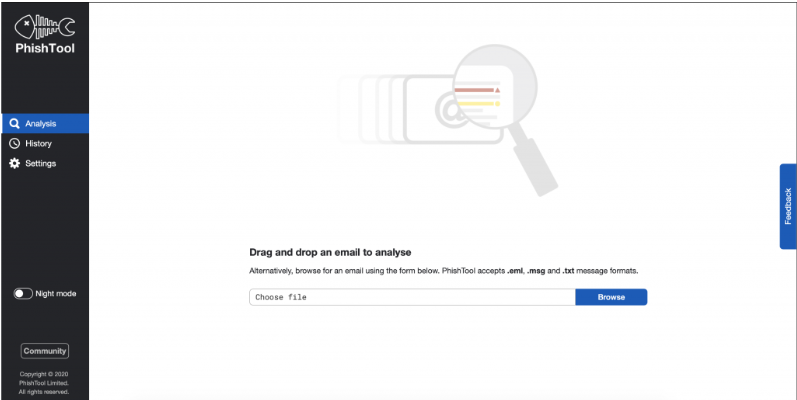 PhishTool
Analysis
History
Settings
Night mode
Community
Copyright © 2020
PhishTool Limited.
All rights reserved.
@
Drag and drop an email to analyse
Alternatively, browse for an email using the form below. PhishTool accepts .eml, .msg and .txt message formats.
Choose file
Browse
Feedback